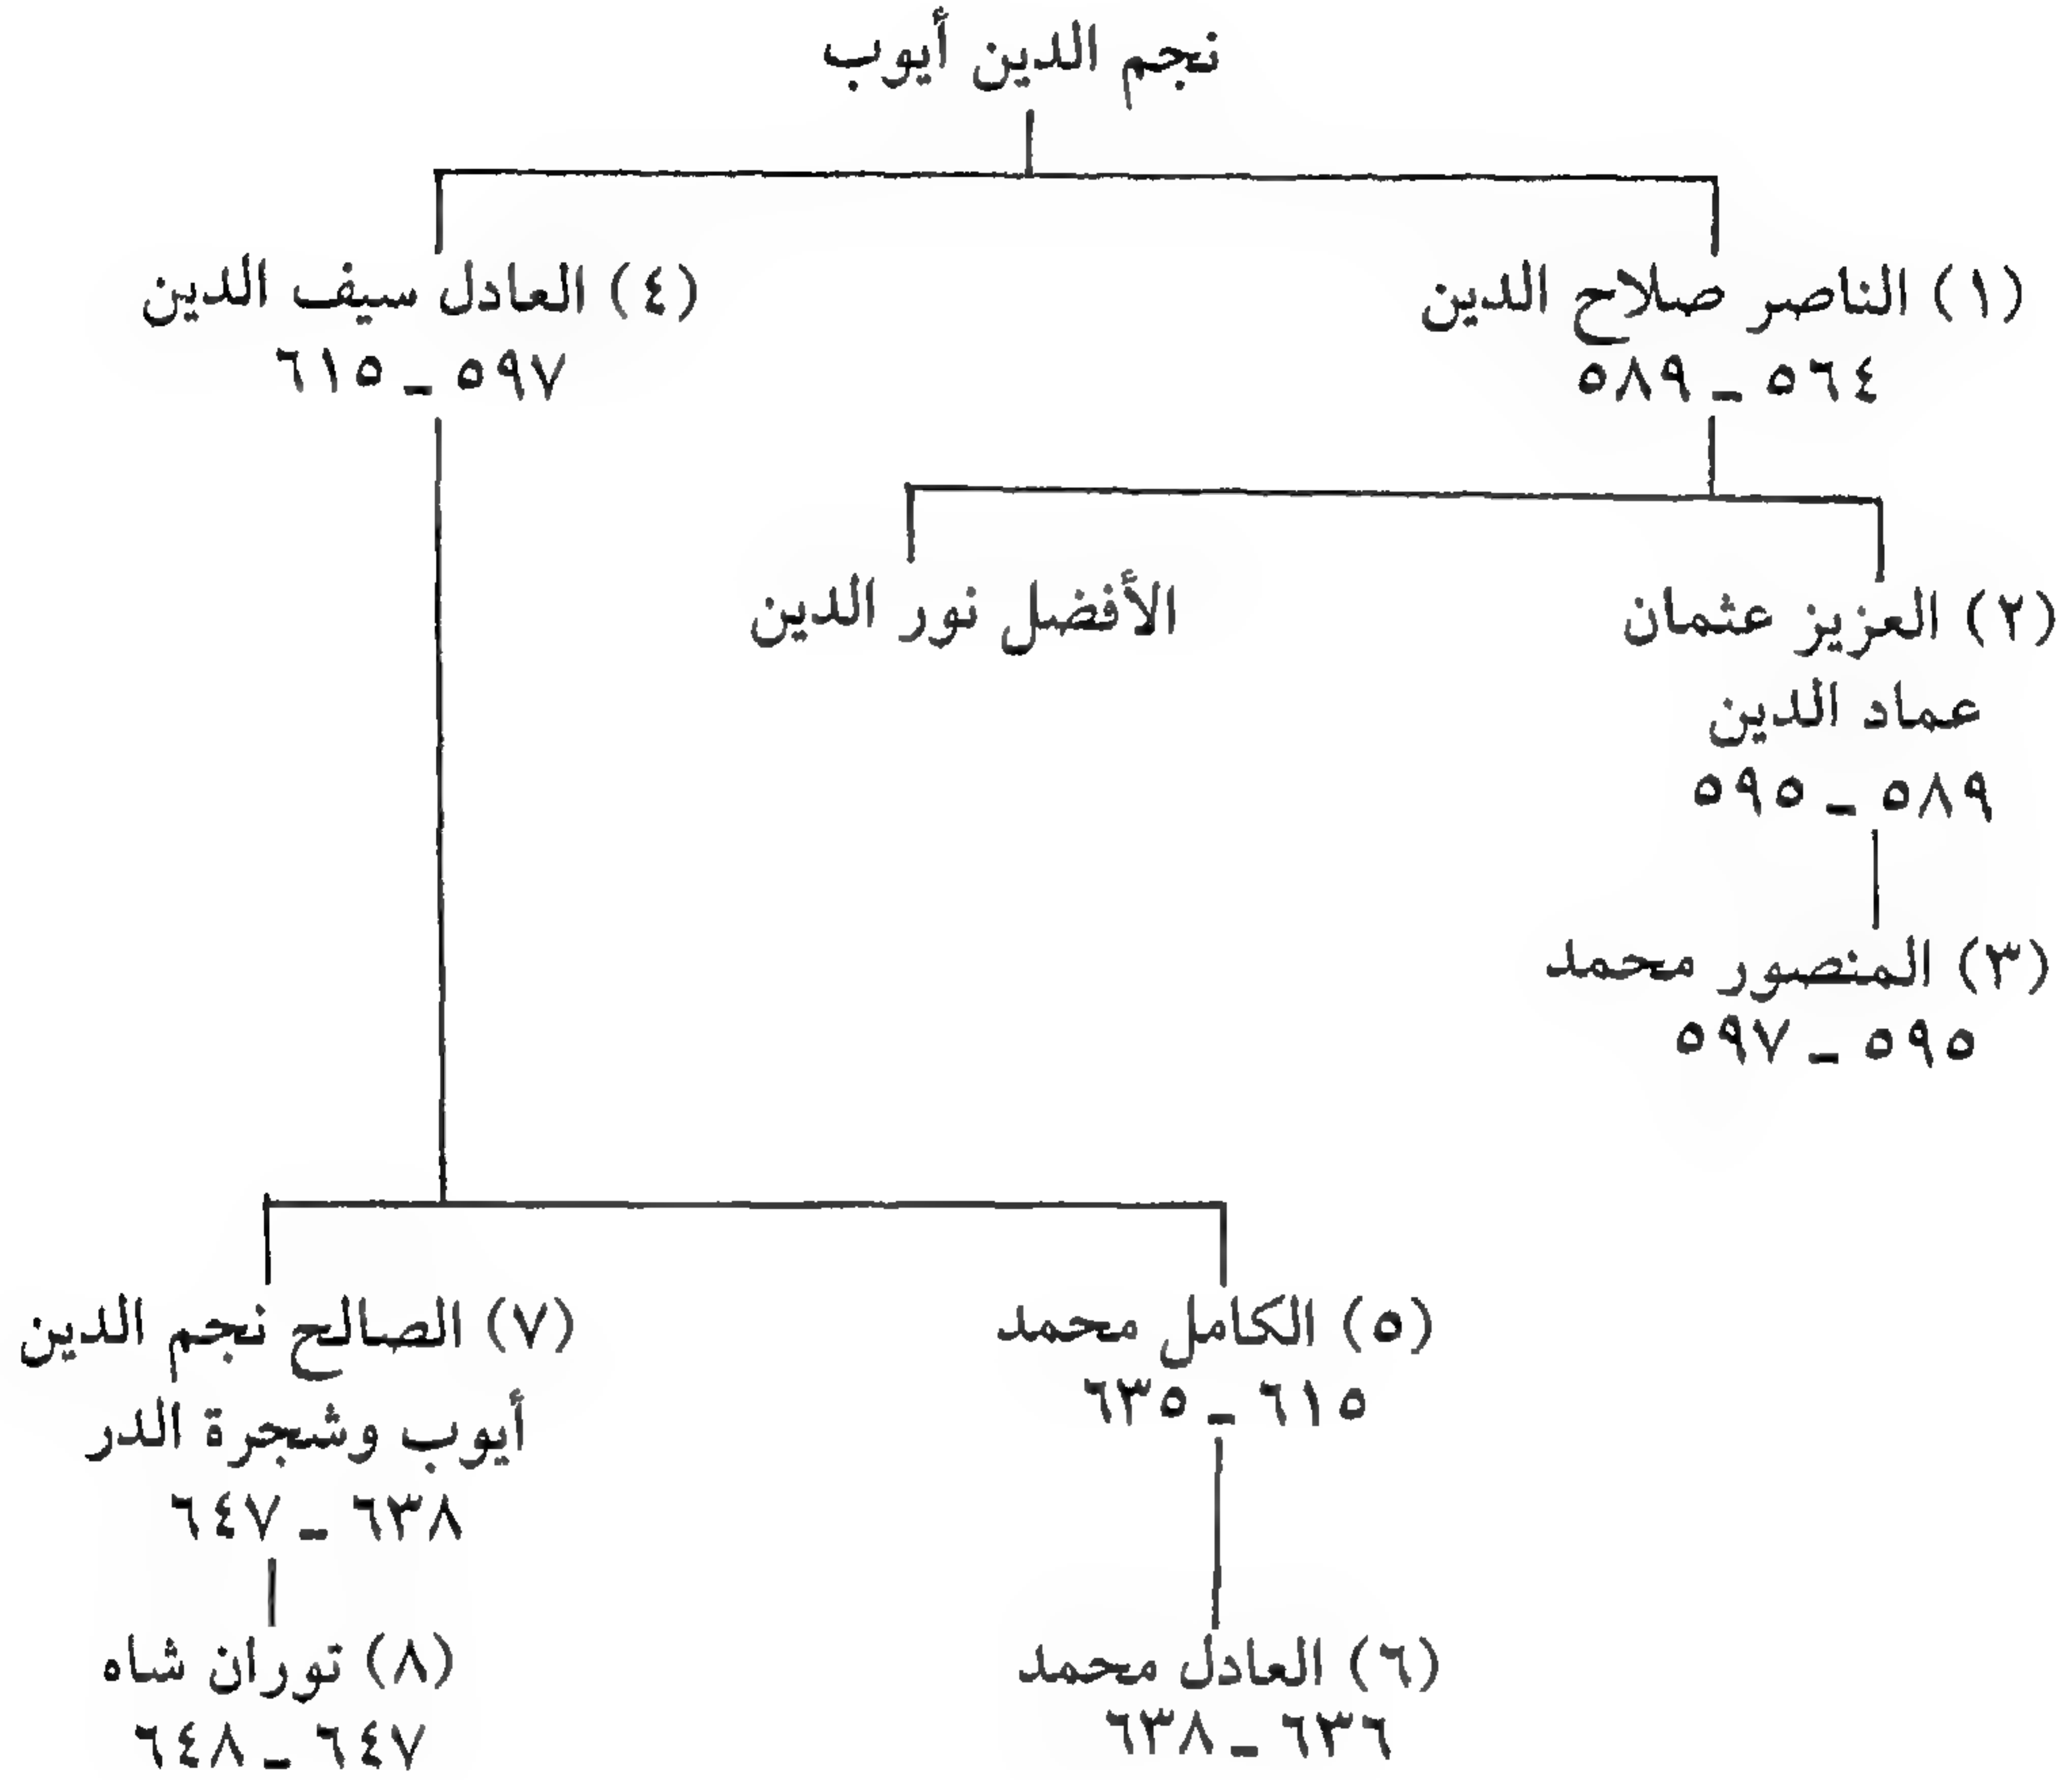 نجم الدين أيوب
(١) الناصر صلاح الدين
٥٦٤ - ٥٨٩
(٤) العادل سيف الدين
٥٩٧ - ٦١٥
(٢) العزيز عثمان
عماد الدين
٥٨٩ - ٥٩٥
الأفضل نور الدين
(٣) المنصور محمد
٥٩٥ - ٥٩٧
(٥) الكامل محمد
٦١٥ - ٦٣٥
(٧) الصالح نجم الدين
أيوب وشجرة الدر
٦٣٨ - ٦٤٧
(٦) العادل محمد
٦٣٦ - ٦٣٨
(٨) توران شاه
٦٤٧ - ٦٤٨